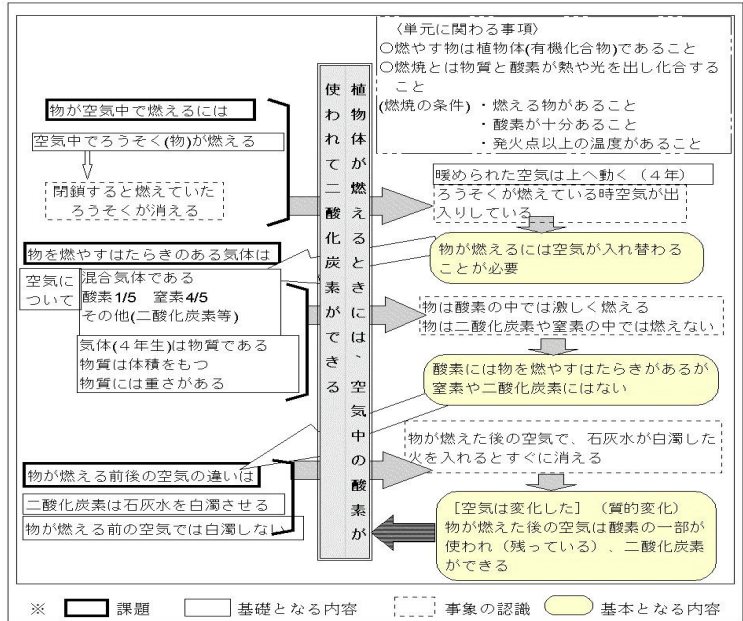 〈単元に関わる事項〉
○燃やす物は植物体(有機化合物)であること
○燃焼とは物質と酸素が熱や光を出し化合する
こと
(燃焼の条件) ・燃える物があること
・酸素が十分あること
・発火点以上の温度があること
物が空気中で燃えるには
空気中でろうそく(物)が燃える
閉鎖すると燃えていた
ろうそくが消える
植物体が燃えるときには、空気中の酸素が
使われて二酸化炭素ができる
暖められた空気は上へ動く(4年)
ろうそくが燃えている時空気が出
入りしている
物が燃えるには空気が入れ替わる
ことが必要
物を燃やすはたらきのある気体は
空気に
ついて
混合気体である
酸素1/5 窒素4/5
その他(二酸化炭素等)
気体(4年生)は物質である
物質は体積をもつ
物質には重さがある
物は酸素の中では激しく燃える
物は二酸化炭素や窒素の中では燃えない
酸素には物を燃やすはたらきがあるが
窒素や二酸化炭素にはない
物が燃える前後の空気の違いは
二酸化炭素は石灰水を白濁させる
物が燃える前の空気では白濁しない
物が燃えた後の空気で、石灰水が白濁した
火を入れるとすぐに消える
[空気は変化した](質的変化)
物が燃えた後の空気は酸素の一部が
使われ(残っている)、二酸化炭素
ができる
※ 課題 基礎となる内容 事象の認識 基本となる内容